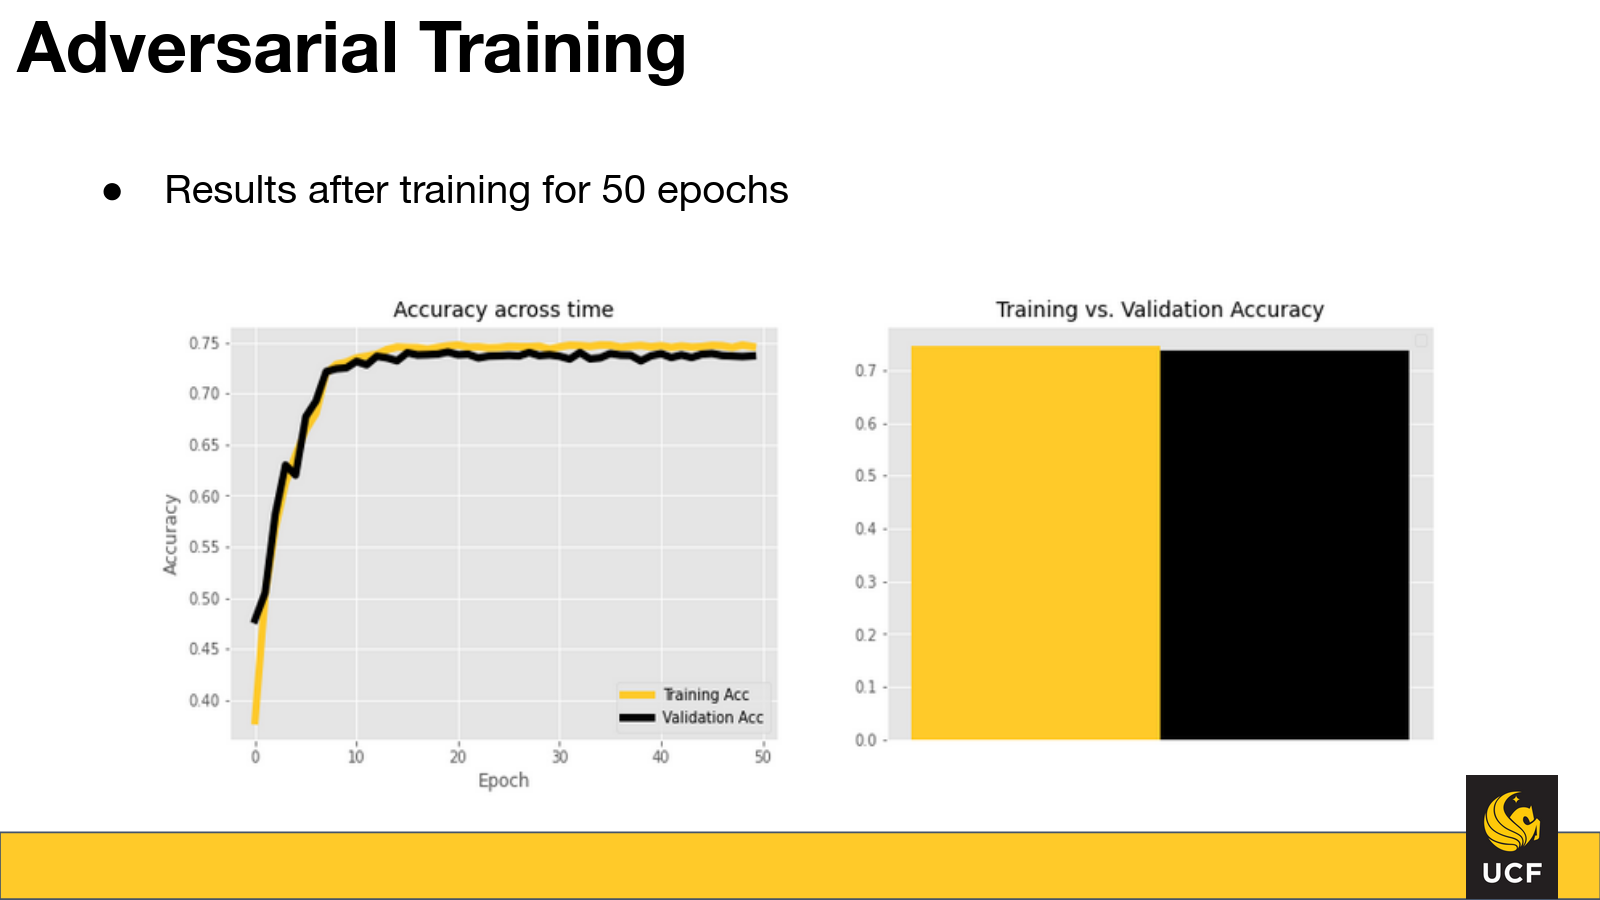 Adversarial Training
● Results after training for 50 epochs
Accuracy across time
0.75
0.70
0.65
0.60
0.55
0.50
0.45
0.40
Accuracy
Training Acc
Validation Acc
0 10 20 30 40 50
Epoch
Training vs. Validation Accuracy
0.7
0.6
0.5
0.4
0.3
0.2
0.1
0.0
UCF